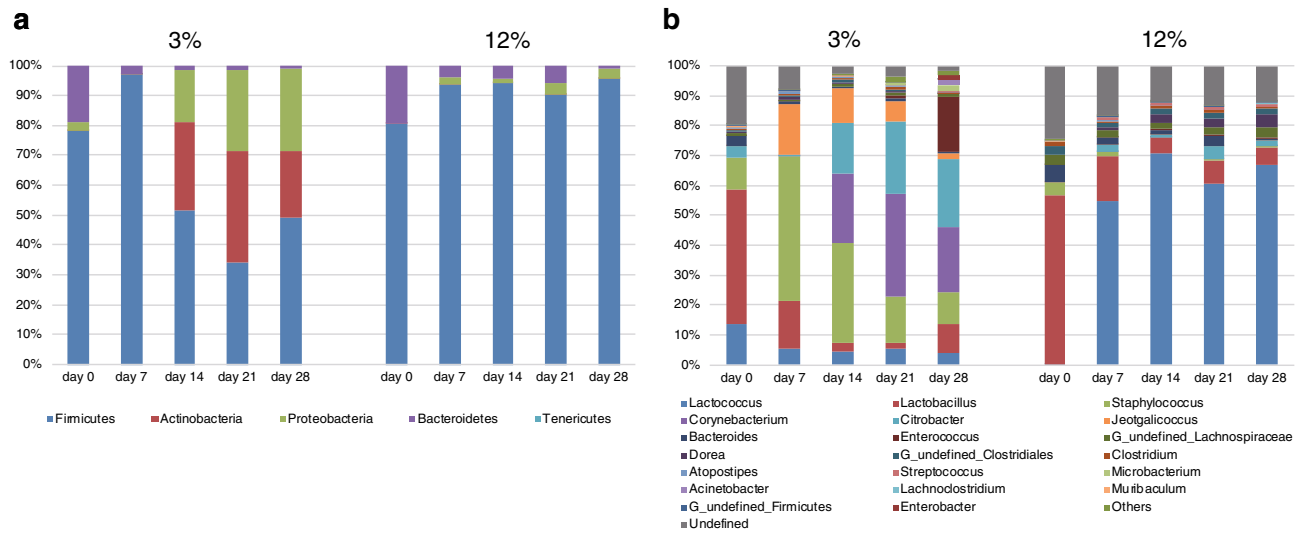 a
3%
12%
100%
90%
80%
70%
60%
50%
40%
30%
20%
10%
0%
day 0 day 7 day 14 day 21 day 28 day 0 day 7 day 14 day 21 day 28
Firmicutes Actinobacteria Proteobacteria Bacteroidetes Tenericutes
b
3%
12%
100%
90%
80%
70%
60%
50%
40%
30%
20%
10%
0%
day 0 day 7 day 14 day 21 day 28 day 0 day 7 day 14 day 21 day 28
Lactococcus Lactobacillus Staphylococcus
Corynebacterium Citrobacter Jeotgalicoccus
Bacteroides Enterococcus G_undefined_Lachnospiraceae
Dorea G_undefined_Clostridiales Clostridium
Atopostipes Streptococcus Microbacterium
Acinetobacter Lachnoclostridium Muribaculum
G_undefined_Firmicutes Enterobacter Others
Undefined